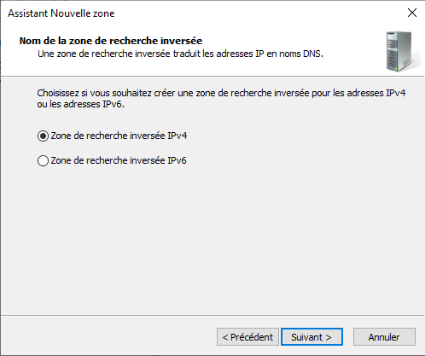 Assistant Nouvelle zone
Nom de la zone de recherche inversée
Une zone de recherche inversée traduit les adresses IP en noms DNS.
Choisissez si vous souhaitez créer une zone de recherche inversée pour les adresses IPv4
ou les adresses IPv6.
Zone de recherche inversée IPv4
Zone de recherche inversée IPv6
< Précédent Suivant > Annuler